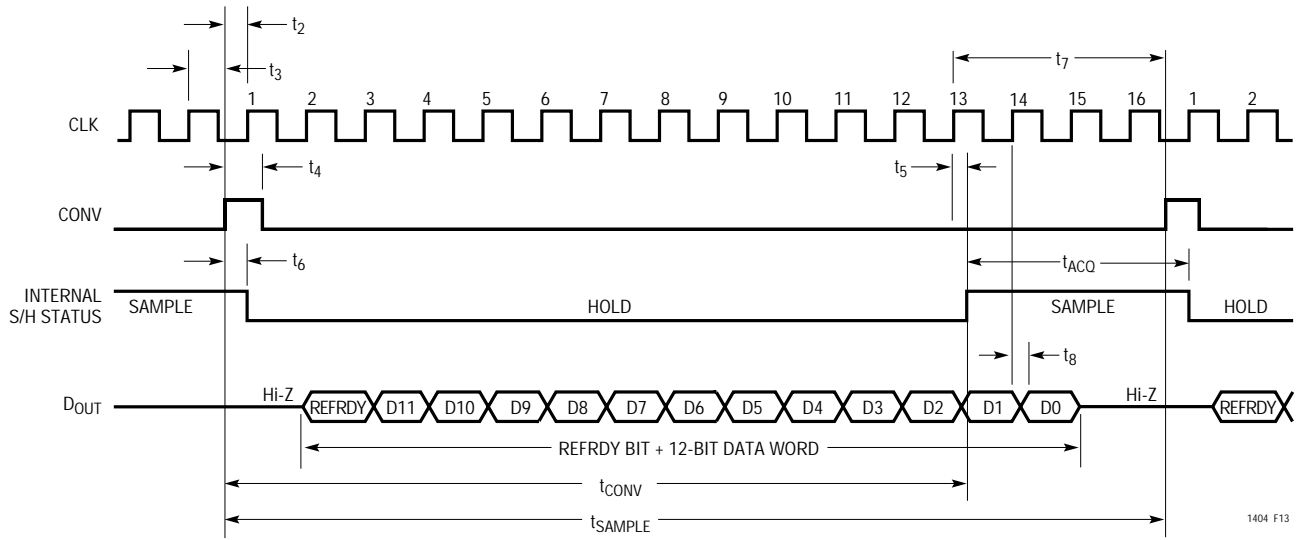 t2
t3
t7
1 2 3 4 5 6 7 8 9 10 11 12 13 14 15 16 1 2
CLK
t4
t5
CONV
t6
tACQ
INTERNAL
S/H STATUS
SAMPLE HOLD SAMPLE HOLD
t8
DOUT
Hi-Z REFRDY D11 D10 D9 D8 D7 D6 D5 D4 D3 D2 D1 D0 Hi-Z REFRDY
REFRDY BIT + 12-BIT DATA WORD
tCONV
tSAMPLE
1404 F13